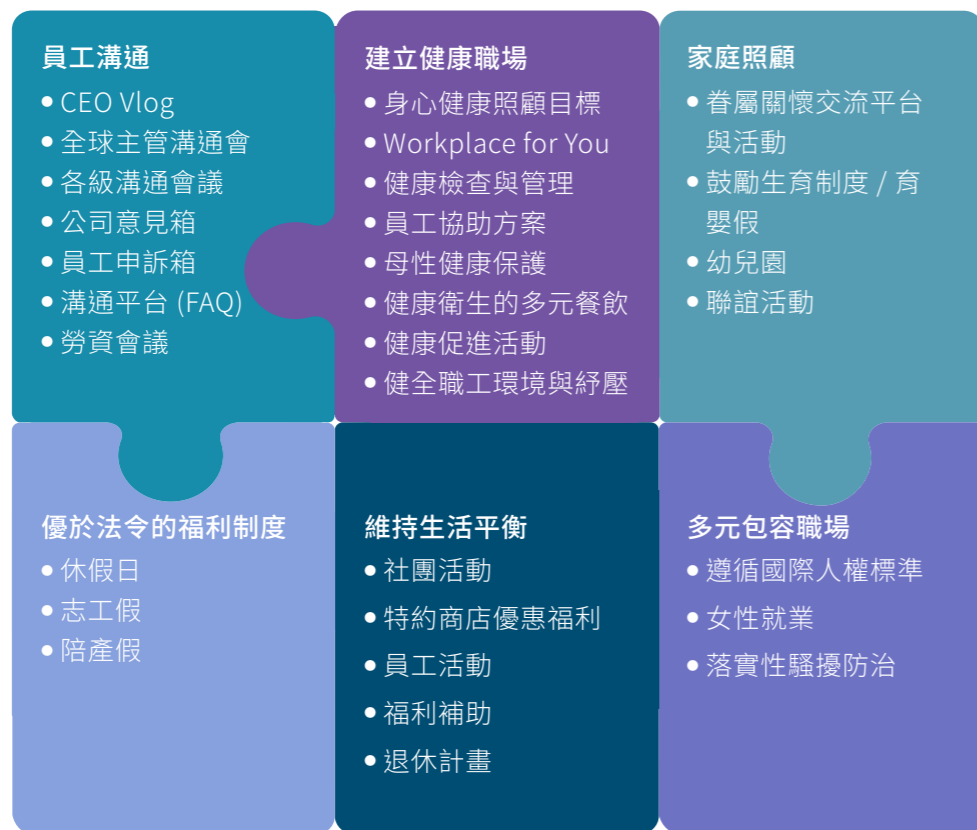 員工溝通
• CEO Vlog
• 全球主管溝通會
• 各級溝通會議
• 公司意見箱
• 員工申訴箱
• 溝通平台 (FAQ)
• 勞資會議
建立健康職場
• 身心健康照顧目標
• Workplace for You
• 健康檢查與管理
• 員工協助方案
• 母性健康保護
• 健康衛生的多元餐飲
• 健康促進活動
• 健全職工環境與紓壓
家庭照顧
• 眷屬關懷交流平台
與活動
• 鼓勵生育制度 / 育
嬰假
• 幼兒園
• 聯誼活動
優於法令的福利制度
• 休假日
• 志工假
• 陪產假
維持生活平衡
• 社團活動
• 特約商店優惠福利
• 員工活動
• 福利補助
• 退休計畫
多元包容職場
• 遵循國際人權標準
• 女性就業
• 落實性騷擾防治